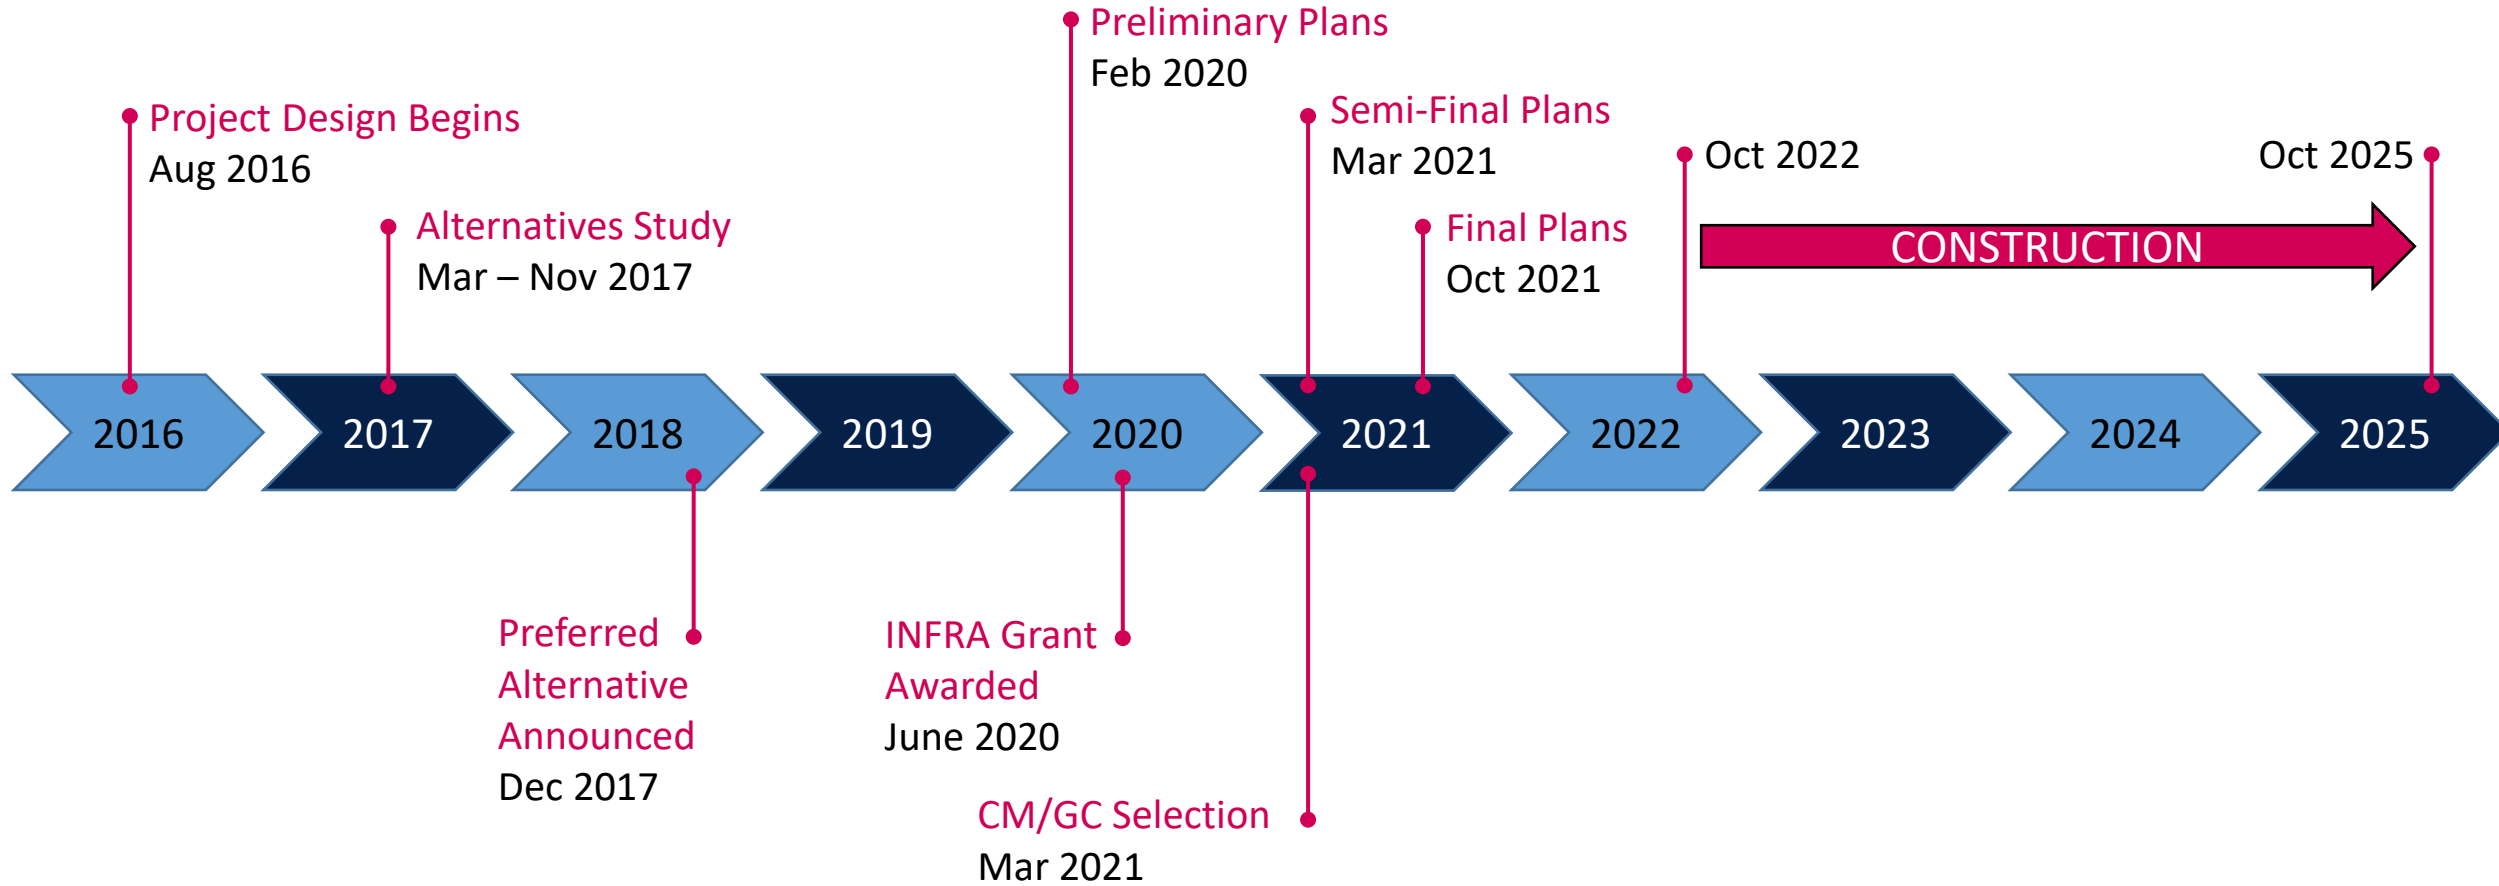 Preliminary Plans
Feb 2020
Project Design Begins
Aug 2016
Semi-Final Plans
Mar 2021
Oct 2022
Oct 2025
Alternatives Study
Mar – Nov 2017
Final Plans
Oct 2021
CONSTRUCTION
2016
2017
2018
2019
2020
2021
2022
2023
2024
2025
Preferred
Alternative
Announced
Dec 2017
INFRA Grant
Awarded
June 2020
CM/GC Selection
Mar 2021